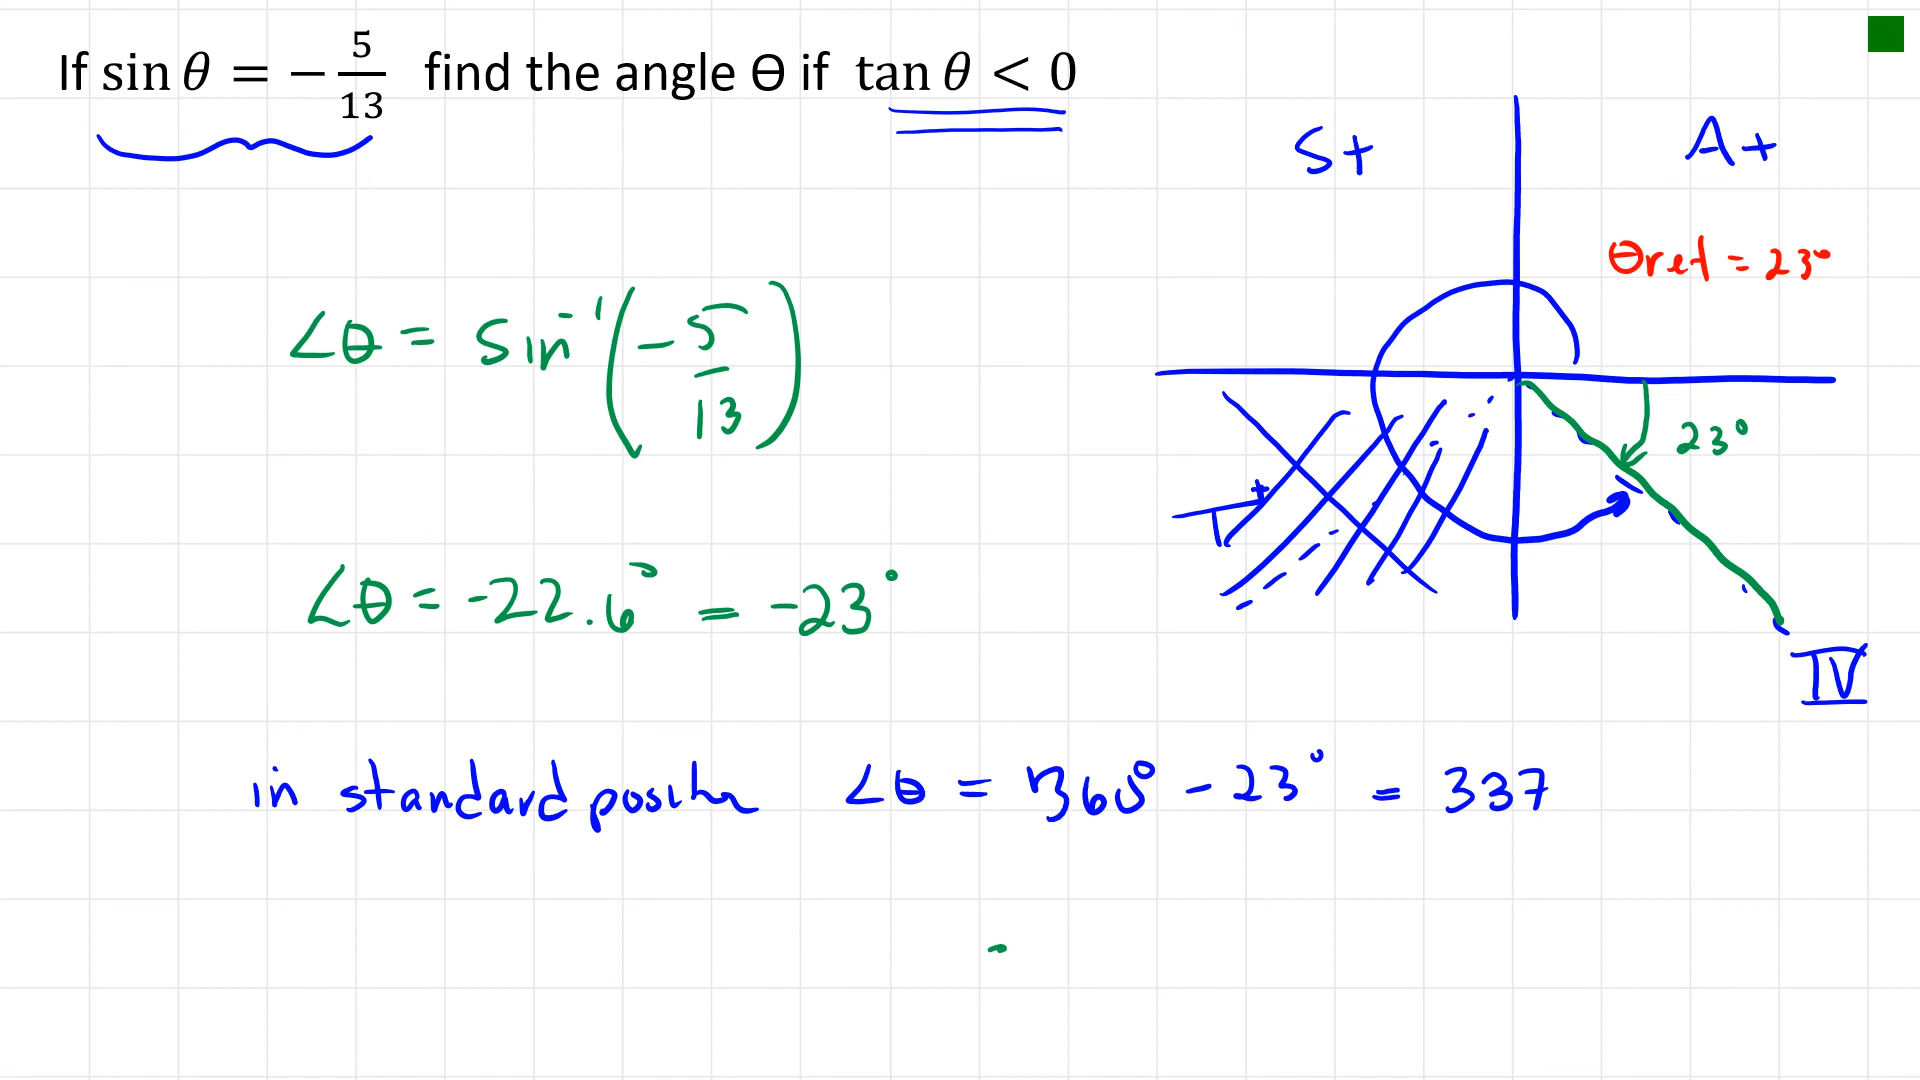 If sin θ = − 5/13 find the angle Ɵ if tan θ < 0
S+
A+
θref = 23°
∠θ = sin⁻¹(−5/13)
23°
T+
∠θ = -22.6° = -23°
IV
in standard position ∠θ = 360° - 23° = 337